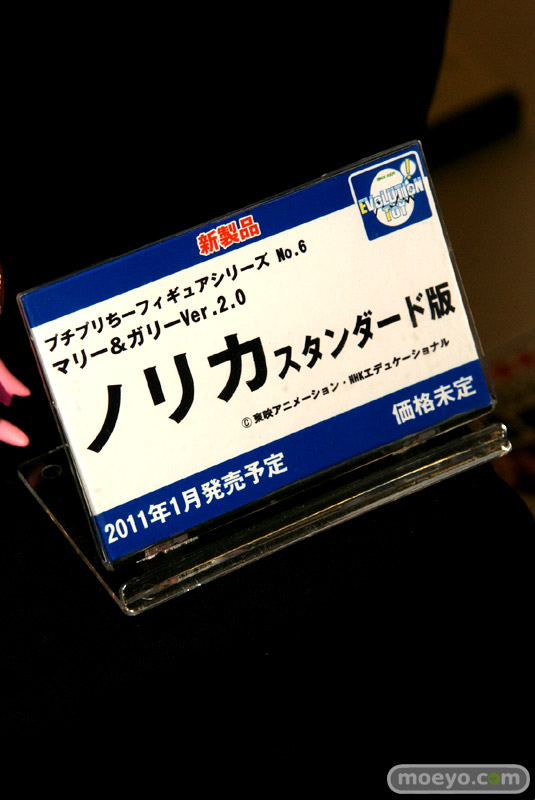 新製品
EVOLUTION
TOY
プチプリちーフィギュアシリーズ No.6
マリー&ガリーVer.2.0
ノリカスタンダード版
©東映アニメーション・NHKエデュケーショナル
2011年1月発売予定
価格未定
moeyo.com